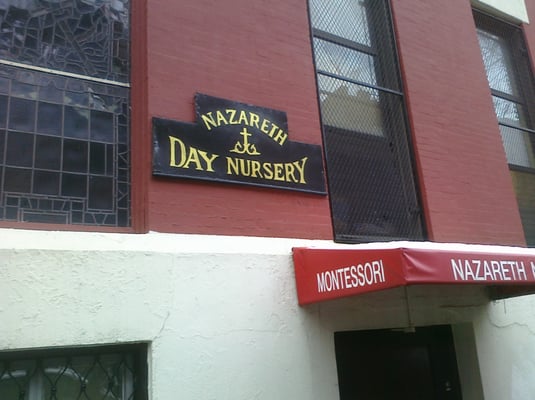 NAZARETH
DAY NURSERY
MONTESSORI
NAZARETH N